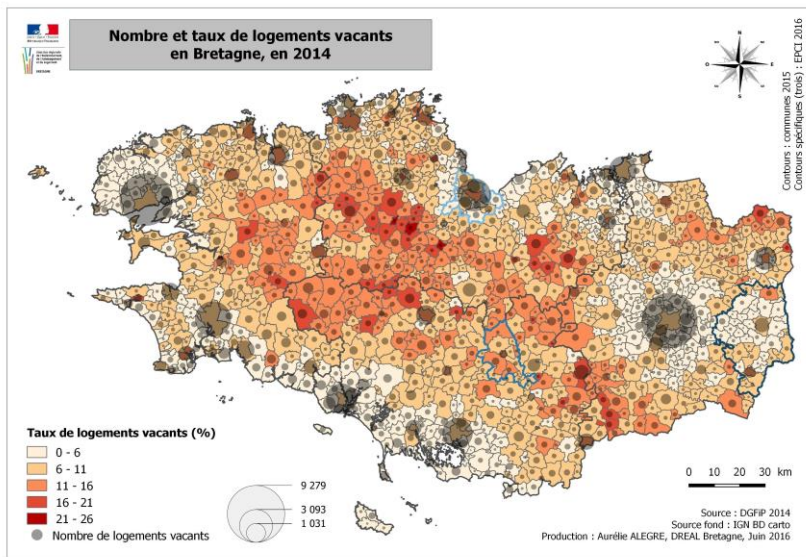 Nombre et taux de logements vacants
en Bretagne, en 2014
N
O
E
S
Contours : communes 2015
Contours spécifiques (trois) : EPCI 2016
Taux de logements vacants (%)
0 - 6
6 - 11
11 - 16
16 - 21
21 - 26
Nombre de logements vacants
9 279
3 093
1 031
0 10 20 30 km
Source : DGFiP 2014
Source fond : IGN BD carto
Production : Aurélie ALEGRE, DREAL Bretagne, Juin 2016